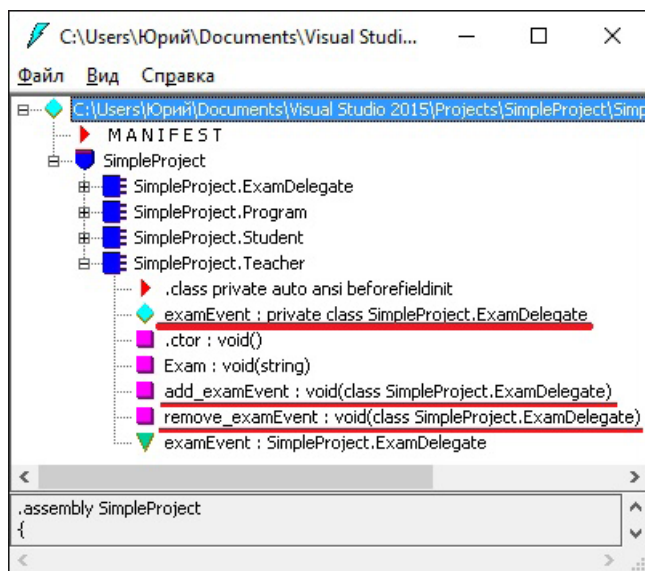 C:\Users\Юрий\Documents\Visual Studi...
Файл Вид Справка
C:\Users\Юрий\Documents\Visual Studio 2015\Projects\SimpleProject\Simp
M A N I F E S T
SimpleProject
SimpleProject.ExamDelegate
SimpleProject.Program
SimpleProject.Student
SimpleProject.Teacher
.class private auto ansi beforefieldinit
examEvent : private class SimpleProject.ExamDelegate
.ctor : void()
Exam : void(string)
add_examEvent : void(class SimpleProject.ExamDelegate)
remove_examEvent : void(class SimpleProject.ExamDelegate)
examEvent : SimpleProject.ExamDelegate
.assembly SimpleProject
{